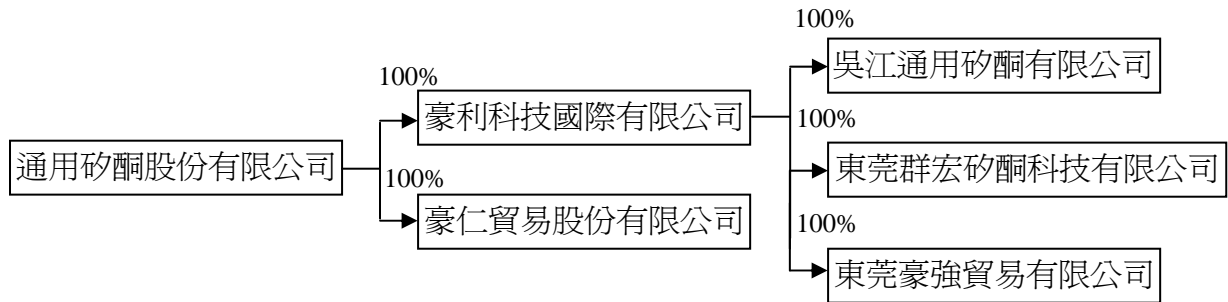 100%
吳江通用矽酮有限公司
100%
豪利科技國際有限公司
100%
通用矽酮股份有限公司
東莞群宏矽酮科技有限公司
100%
豪仁貿易股份有限公司
100%
東莞豪強貿易有限公司